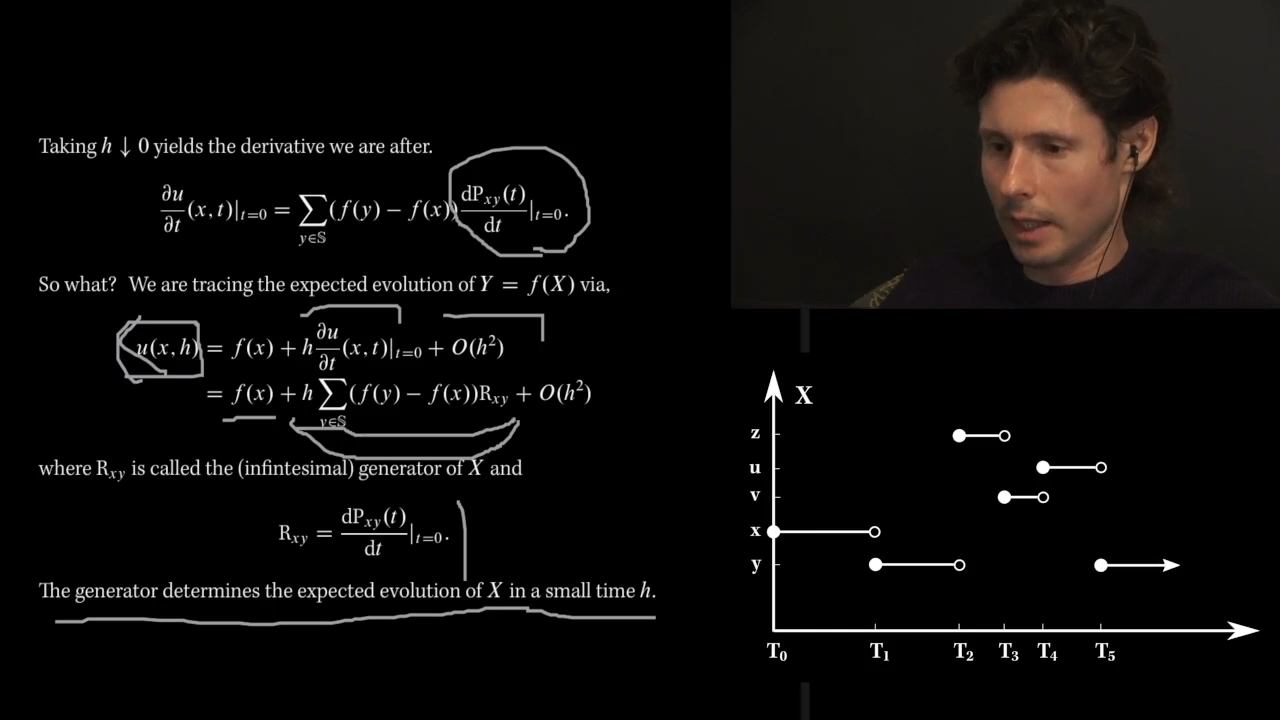 Taking h ↓ 0 yields the derivative we are after.
∂u/∂t (x, t)|ₜ₌₀ = ∑_{y∈𝕊} (f(y) − f(x)) dP_{xy}(t)/dt |ₜ₌₀.
So what? We are tracing the expected evolution of Y = f(X) via,
u(x, h) = f(x) + h ∂u/∂t (x, t)|ₜ₌₀ + O(h²)
= f(x) + h ∑_{y∈𝕊} (f(y) − f(x))R_{xy} + O(h²)
where R_{xy} is called the (infintesimal) generator of X and
R_{xy} = dP_{xy}(t)/dt |ₜ₌₀.
The generator determines the expected evolution of X in a small time h.
X
z
u
v
x
y
T₀ T₁ T₂ T₃ T₄ T₅